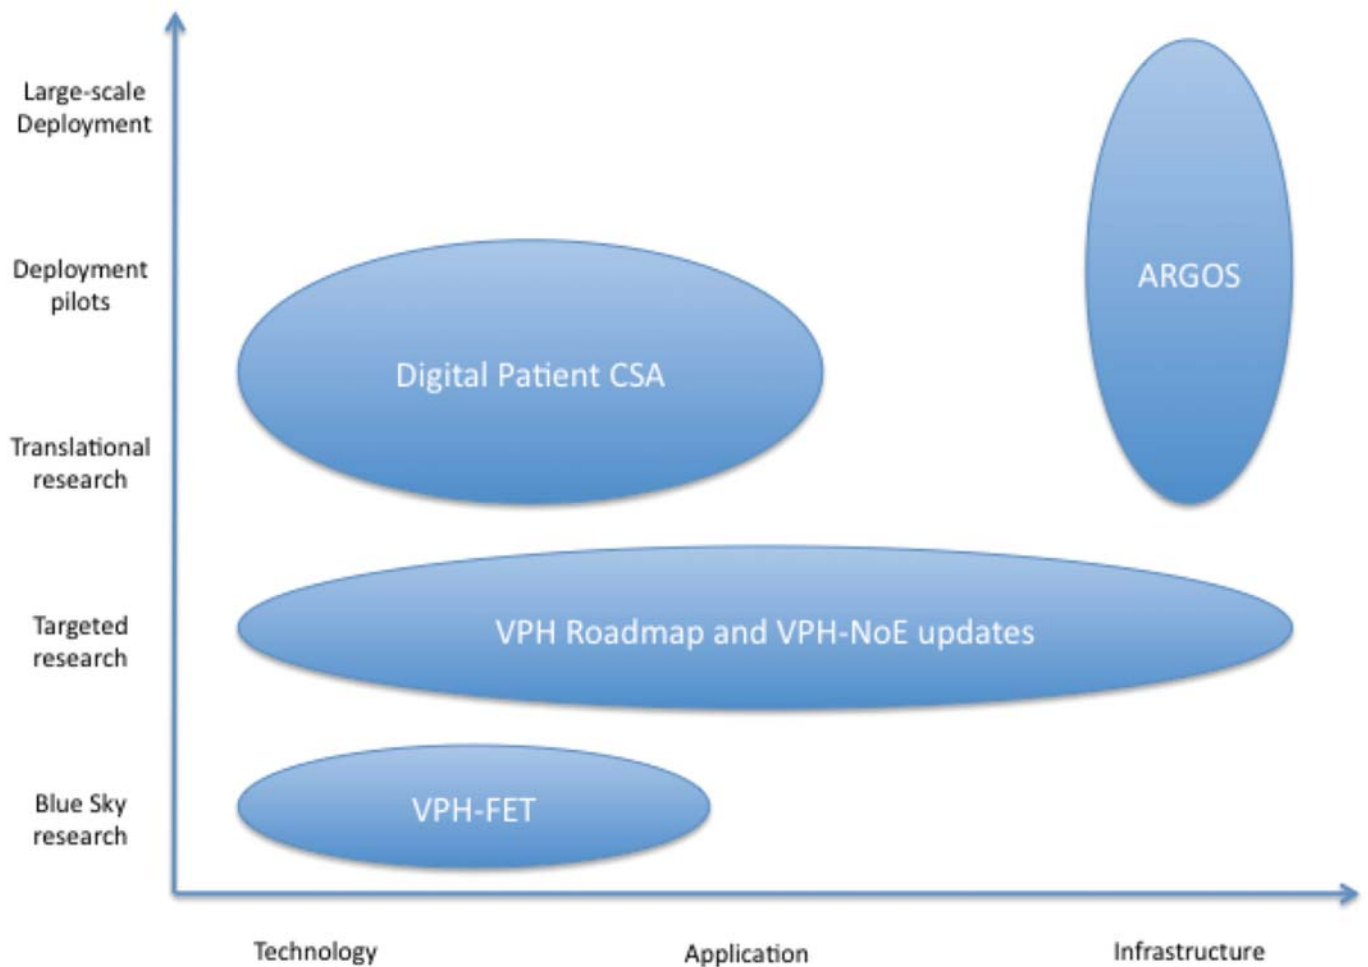 Large-scale
Deployment
Deployment
pilots
ARGOS
Digital Patient CSA
Translational
research
Targeted
research
VPH Roadmap and VPH-NoE updates
Blue Sky
research
VPH-FET
Technology
Application
Infrastructure